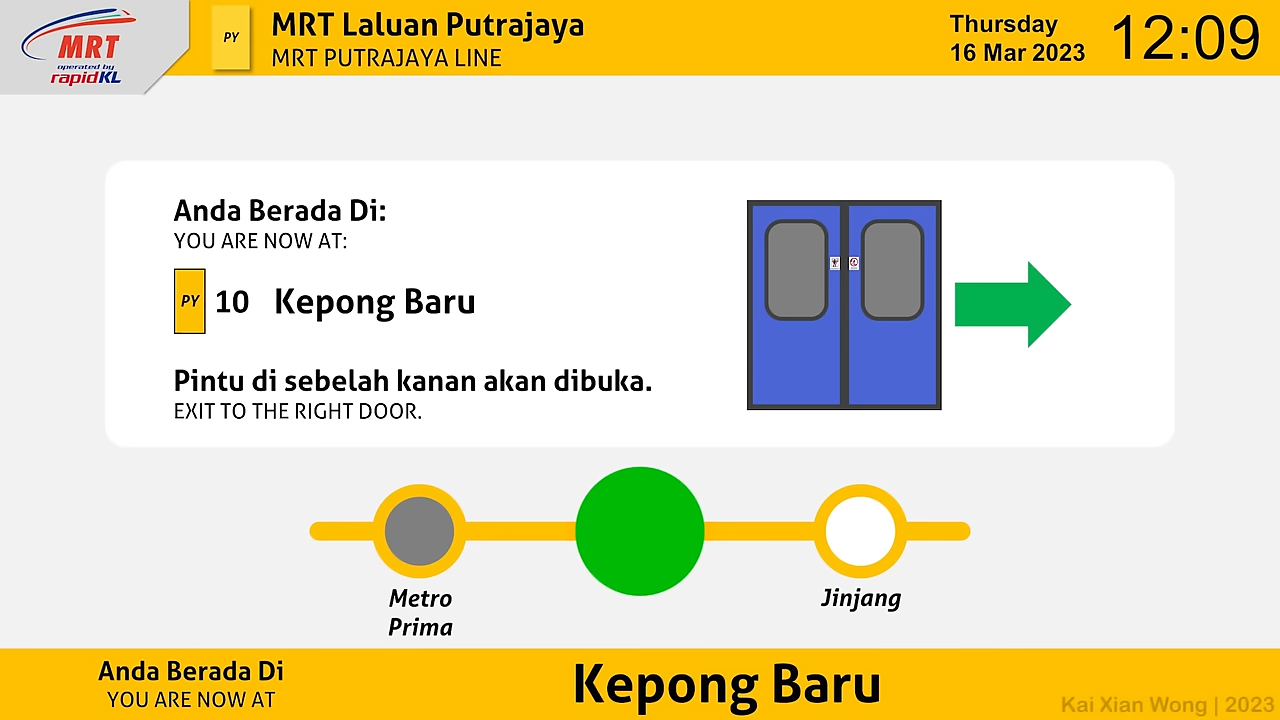 MRT
operated by
rapidKL
PY
MRT Laluan Putrajaya
MRT PUTRAJAYA LINE
Thursday
16 Mar 2023
12:09
Anda Berada Di:
YOU ARE NOW AT:
PY 10 Kepong Baru
Pintu di sebelah kanan akan dibuka.
EXIT TO THE RIGHT DOOR.
Metro
Prima
Jinjang
Anda Berada Di
YOU ARE NOW AT
Kepong Baru
Kai Xian Wong | 2023